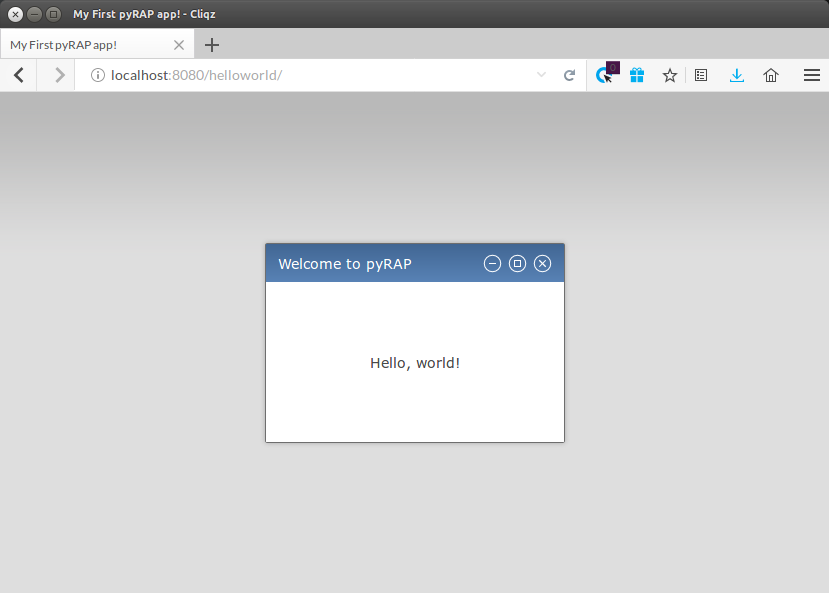 My First pyRAP app! - Cliqz
My First pyRAP app!
localhost:8080/helloworld/
0
Welcome to pyRAP
Hello, world!